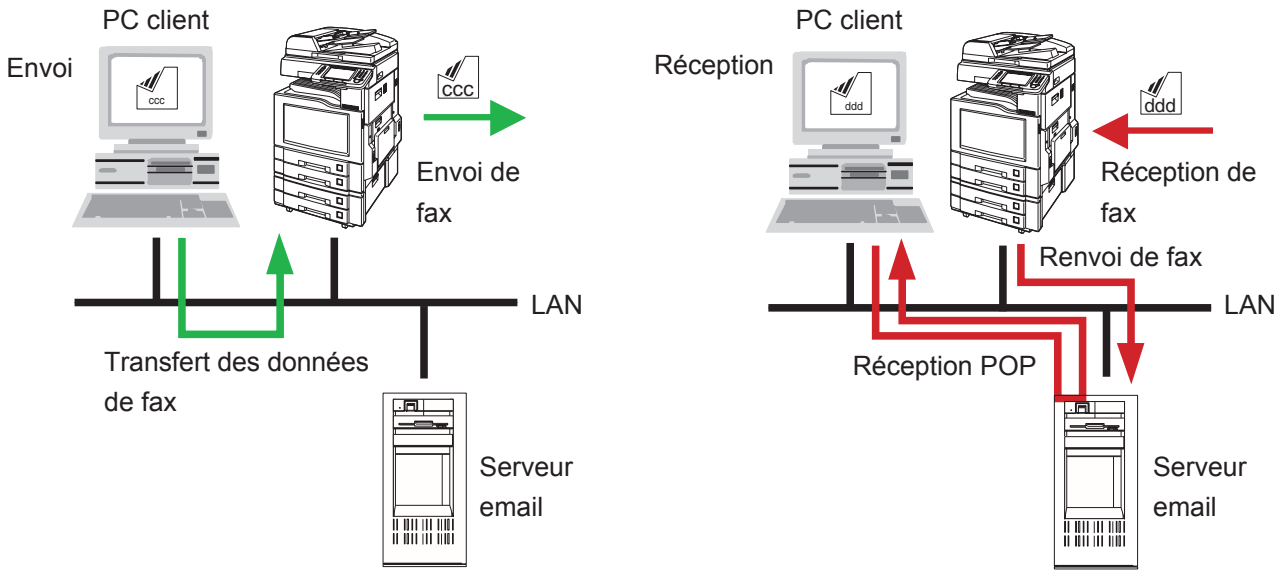 PC client
Envoi
ccc
ccc
Envoi de
fax
LAN
Transfert des données
de fax
Serveur
email
PC client
Réception
ddd
ddd
Réception de
fax
Renvoi de fax
LAN
Réception POP
Serveur
email